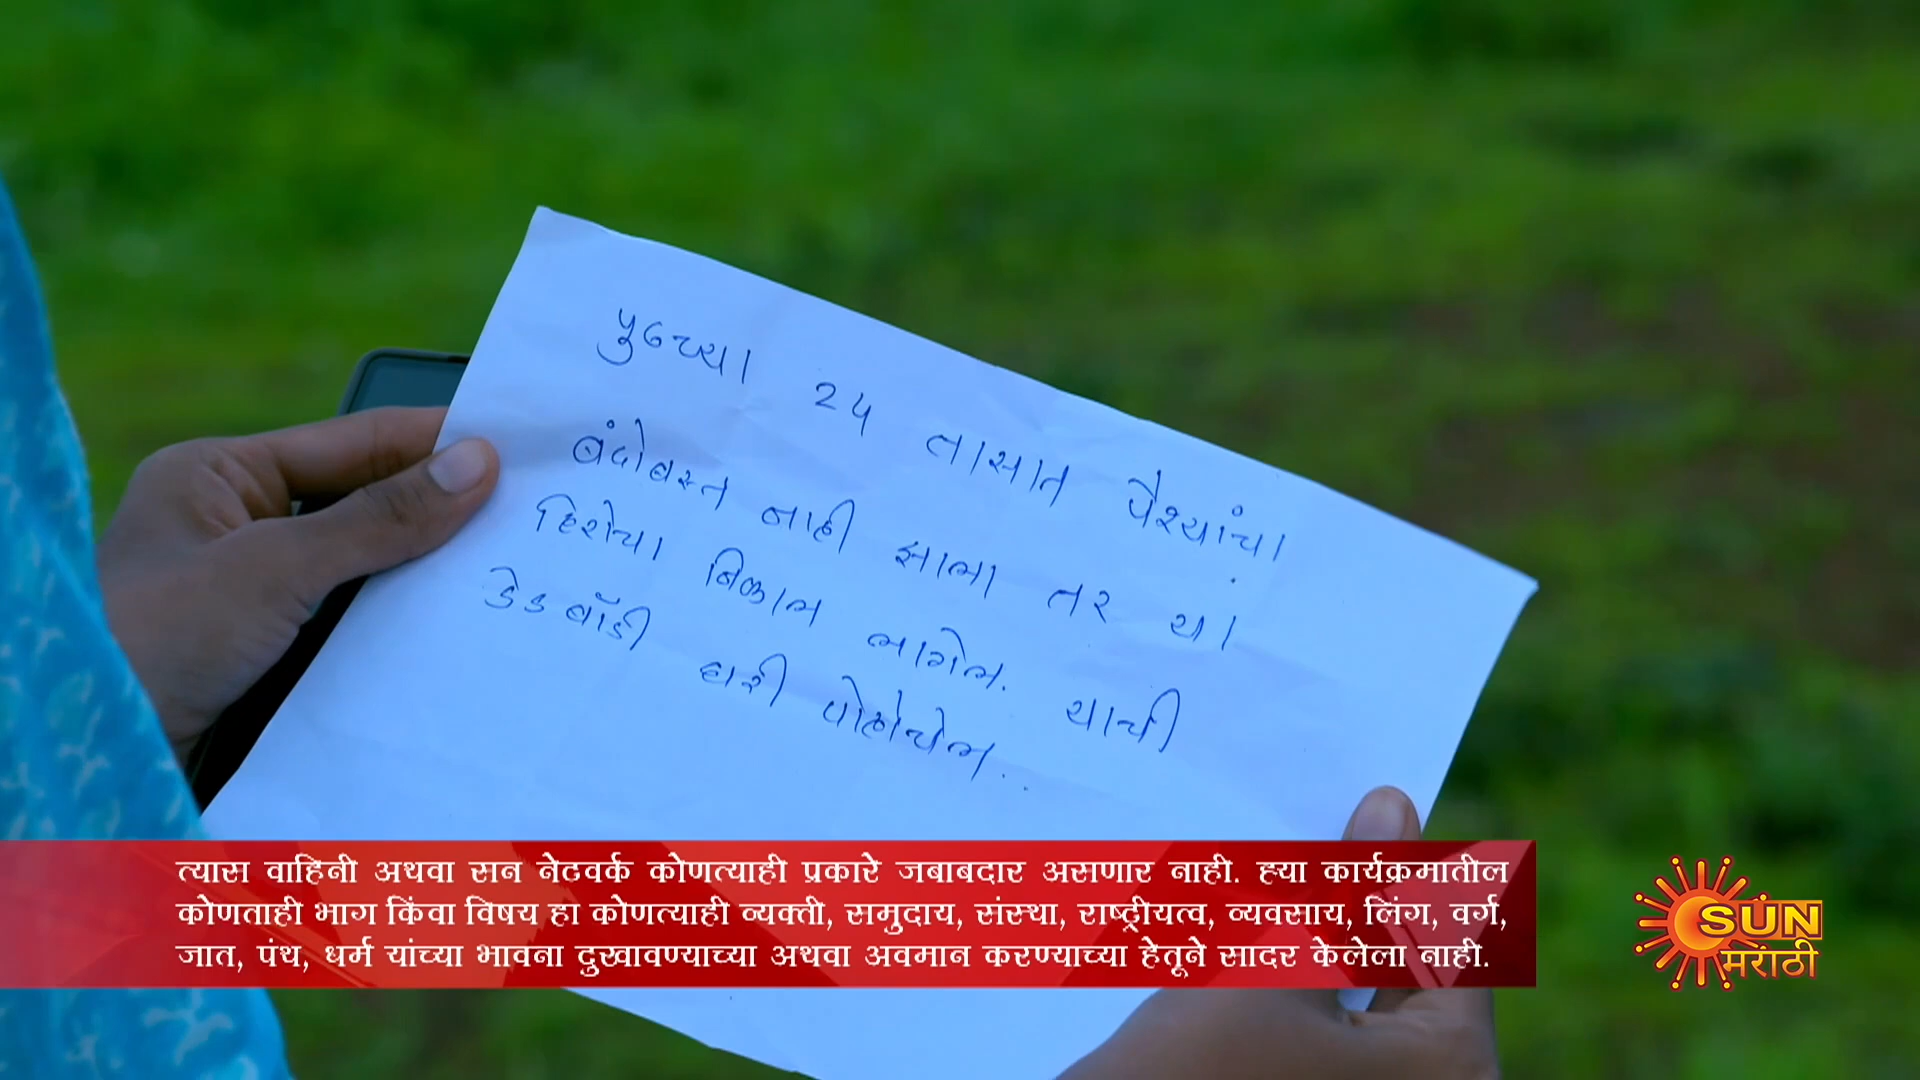 पुढच्या 24 तासात पैश्यांचा
बंदोबस्त नाही झाला तर या
हिरोचा निकाल लागेल. याची
डेडबॉडी घरी पोहोचेल.
त्यास वाहिनी अथवा सन नेटवर्क कोणत्याही प्रकारे जबाबदार असणार नाही. ह्या कार्यक्रमातील
कोणताही भाग किंवा विषय हा कोणत्याही व्यक्ती, समुदाय, संस्था, राष्ट्रीयत्व, व्यवसाय, लिंग, वर्ग,
जात, पंथ, धर्म यांच्या भावना दुखावण्याच्या अथवा अवमान करण्याच्या हेतूने सादर केलेला नाही.
SUN
मराठी